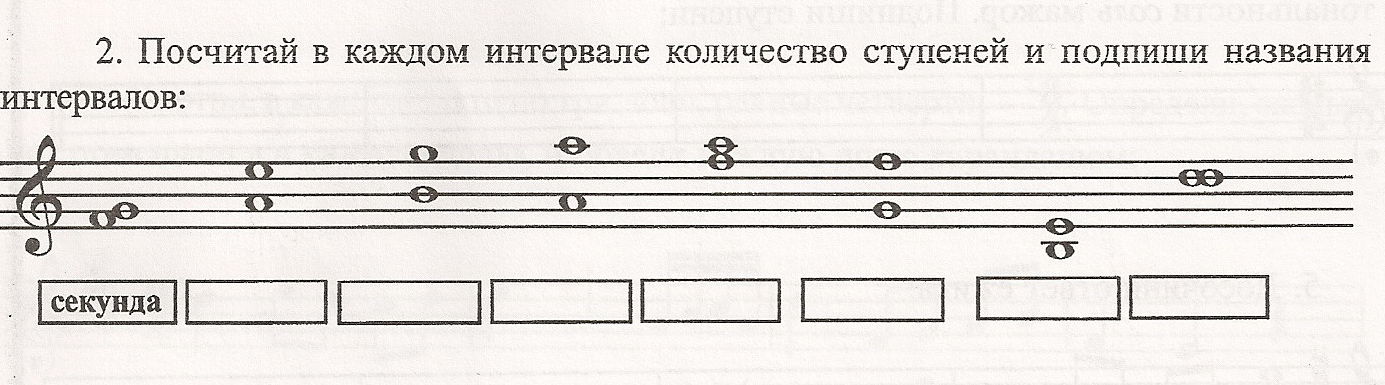 2. Посчитай в каждом интервале количество ступеней и подпиши названия
интервалов:
секунда